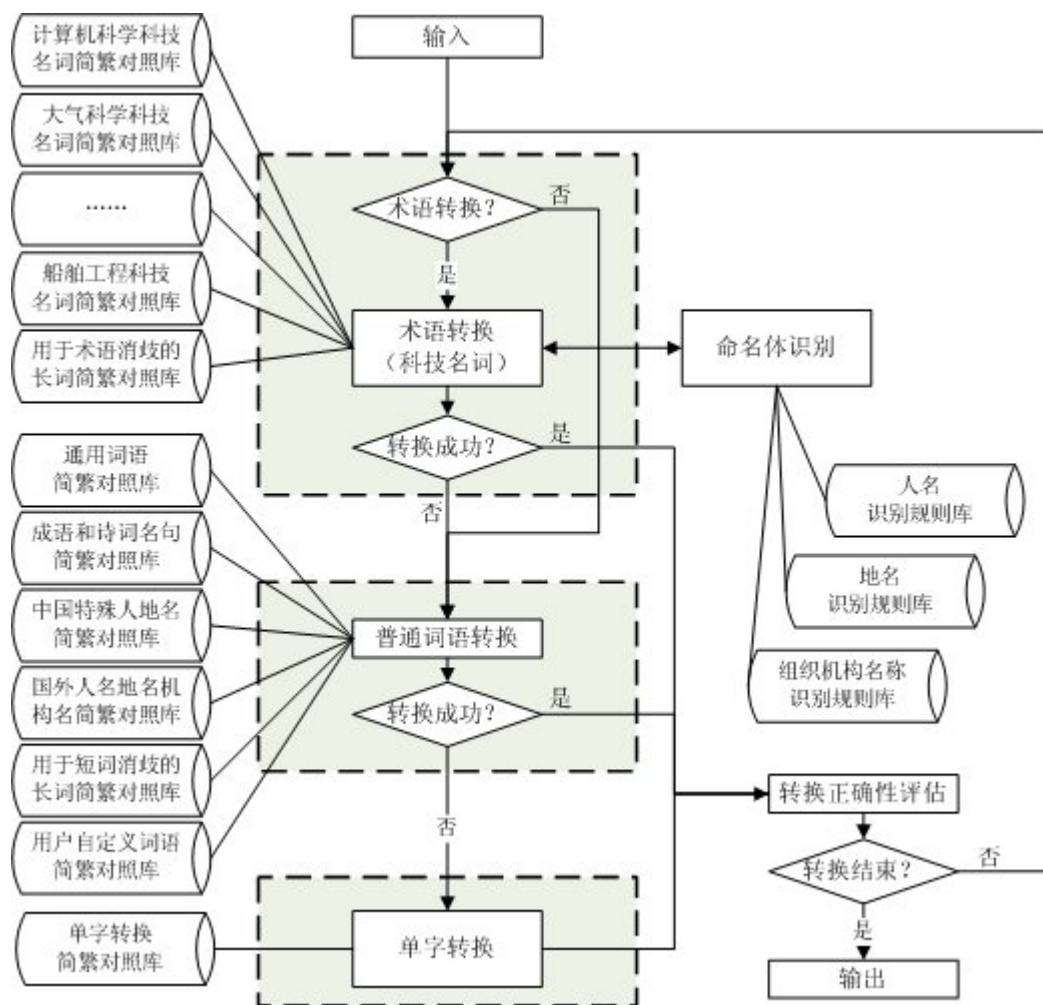 计算机科学科技
名词简繁对照库
大气科学科技
名词简繁对照库
……
船舶工程科技
名词简繁对照库
用于术语消歧的
长词简繁对照库
通用词语
简繁对照库
成语和诗词名句
简繁对照库
中国特殊人地名
简繁对照库
国外人名地名机
构名简繁对照库
用于短词消歧的
长词简繁对照库
用户自定义词语
简繁对照库
单字转换
简繁对照库
输入
术语转换？
否
是
术语转换
（科技名词）
转换成功？
是
否
普通词语转换
转换成功？
是
否
单字转换
命名体识别
人名
识别规则库
地名
识别规则库
组织机构名称
识别规则库
转换正确性评估
转换结束？
否
是
输出